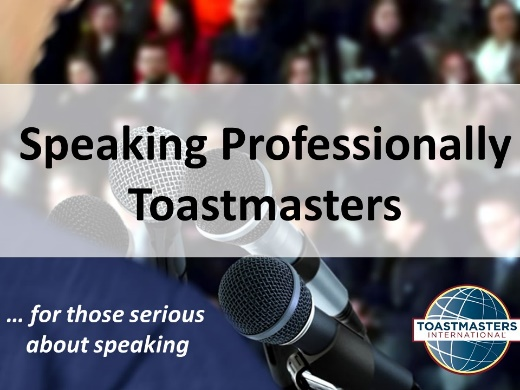 Speaking Professionally
Toastmasters
... for those serious
about speaking
TOASTMASTERS
INTERNATIONAL